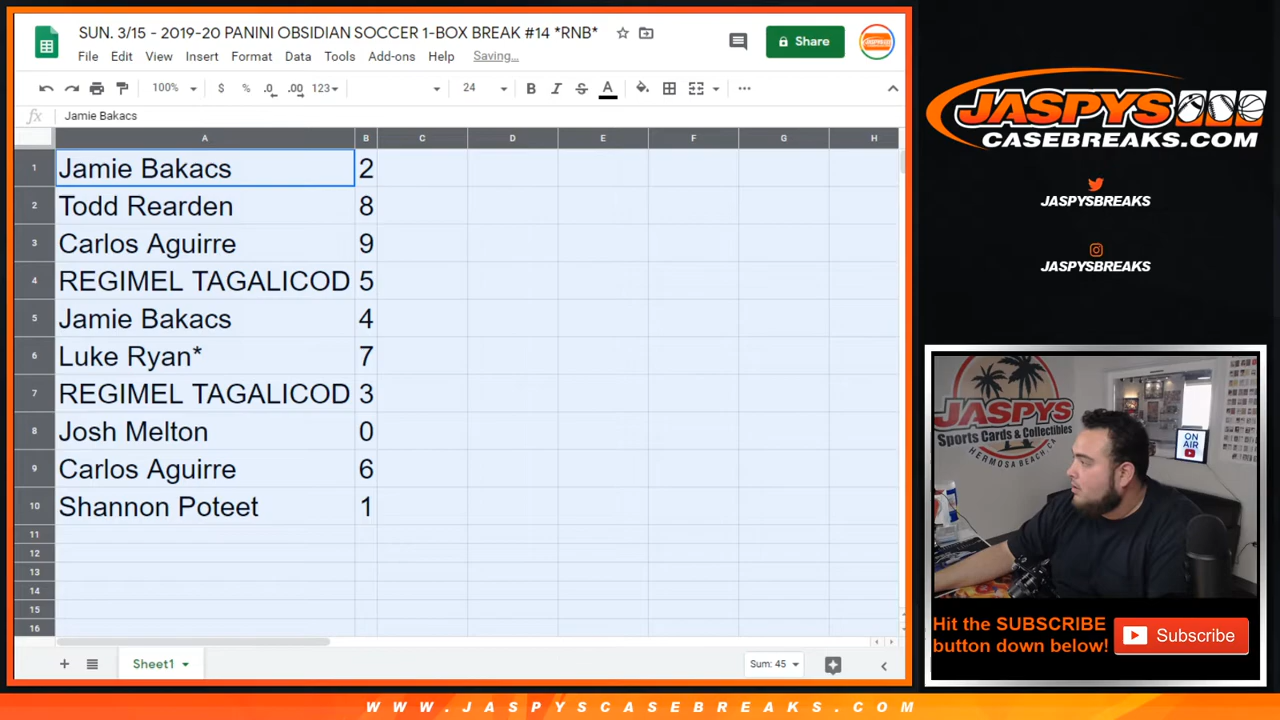 SUN. 3/15 - 2019-20 PANINI OBSIDIAN SOCCER 1-BOX BREAK #14 *RNB*
File Edit View Insert Format Data Tools Add-ons Help Saving...
Share
100% $ % .0 .00 123 24 B I S A
fx Jamie Bakacs
A B C D E F G H
1 Jamie Bakacs 2
2 Todd Rearden 8
3 Carlos Aguirre 9
4 REGIMEL TAGALICOD 5
5 Jamie Bakacs 4
6 Luke Ryan* 7
7 REGIMEL TAGALICOD 3
8 Josh Melton 0
9 Carlos Aguirre 6
10 Shannon Poteet 1
11
12
13
14
15
16
Sheet1
Sum: 45
JASPYS
CASEBREAKS.COM
JASPYSBREAKS
JASPYSBREAKS
JASPYS
Sports Cards & Collectibles
HERMOSA BEACH, CA
ON
AIR
Hit the SUBSCRIBE
button down below!
Subscribe
WWW.JASPYSCASEBREAKS.COM